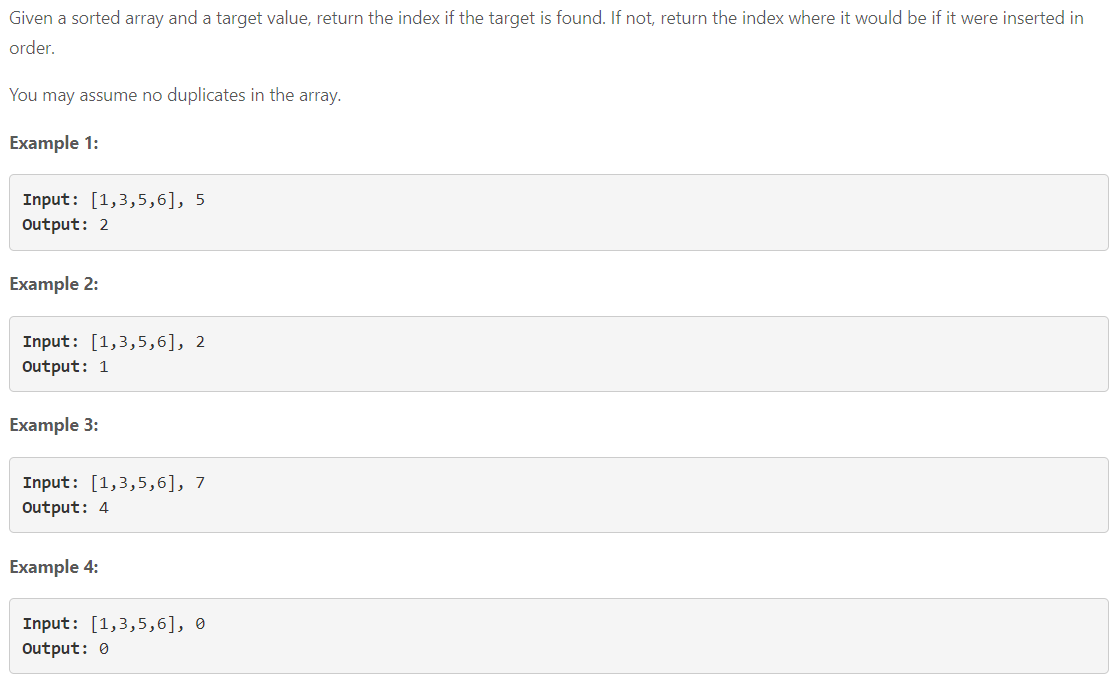 Given a sorted array and a target value, return the index if the target is found. If not, return the index where it would be if it were inserted in
order.
You may assume no duplicates in the array.
Example 1:
Input: [1,3,5,6], 5
Output: 2
Example 2:
Input: [1,3,5,6], 2
Output: 1
Example 3:
Input: [1,3,5,6], 7
Output: 4
Example 4:
Input: [1,3,5,6], 0
Output: 0